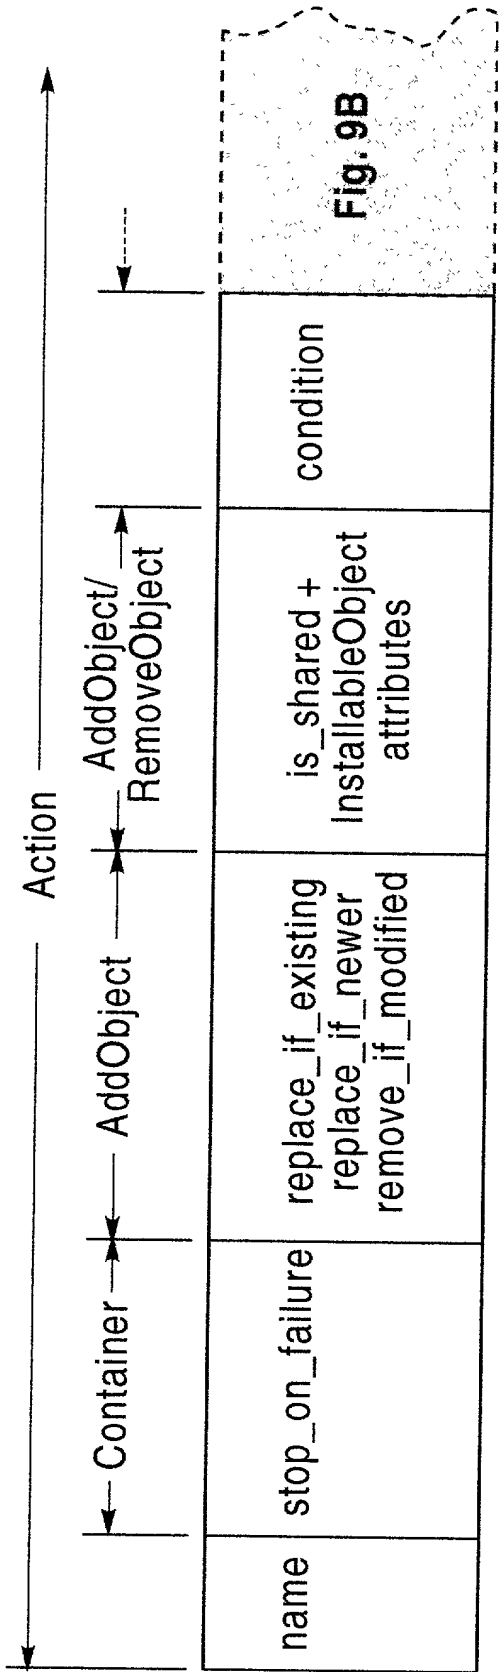 Action
Container
AddObject
AddObject/
RemoveObject
name
stop_on_failure
replace_if_existing
replace_if_newer
remove_if_modified
is_shared +
InstallableObject
attributes
condition
Fig. 9B